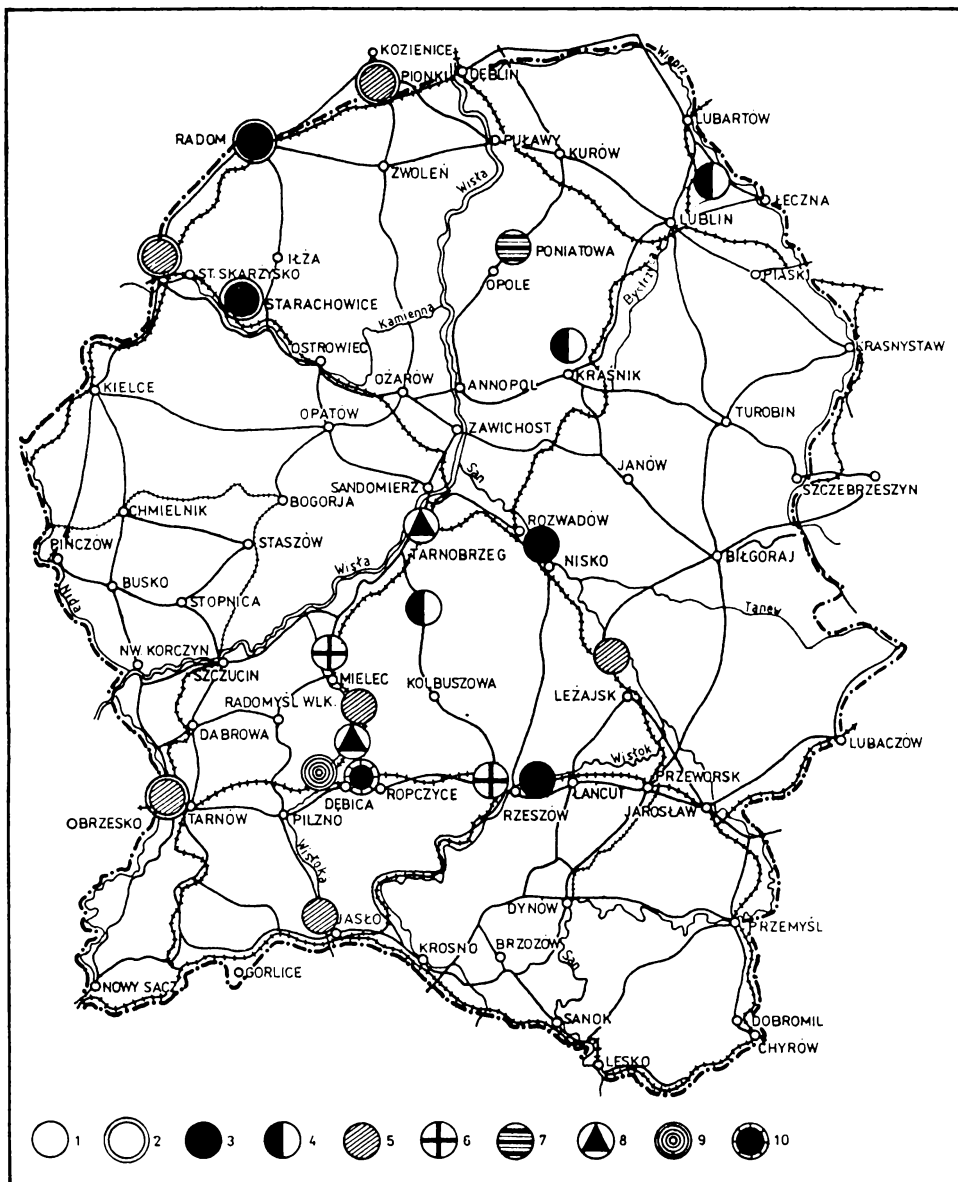 KOZIENICE
PIONKI
DĘBLIN
Wieprz
LUBARTÓW
RADOM
PUŁAWY
KURÓW
ZWOLEŃ
Wisła
ŁĘCZNA
LUBLIN
PONIATOWA
IŁŻA
ST. SKARŻYSKO
OPOLE
PIASKI
STARACHOWICE
Kamienna
OSTROWIEC
KRASNYSTAW
KRAŚNIK
KIELCE
OŻARÓW
ANNOPOL
OPATÓW
TUROBIN
ZAWICHOST
JANÓW
San
SANDOMIERZ
SZCZEBRZESZYN
BOGORJA
CHMIELNIK
ROZWADÓW
STASZÓW
TARNOBRZEG
PIŃCZÓW
BIŁGORAJ
NISKO
Wisła
BUSKO
STOPNICA
Nida
Tanew
NW. KORCZYN
SZCZUCIN
MIELEC
KOLBUSZOWA
LEŻAJSK
RADOMYŚL WLK.
DĄBROWA
LUBACZÓW
Wisłok
PRZEWORSK
DĘBICA
ROPCZYCE
RZESZÓW
ŁAŃCUT
JAROSŁAW
BRZESKO
TARNÓW
PILZNO
Wisłoka
DYNÓW
JASŁO
PRZEMYŚL
KROSNO
BRZOZÓW
San
GORLICE
NOWY SĄCZ
SANOK
DOBROMIL
CHYRÓW
LESKO
1 2 3 4 5 6 7 8 9 10